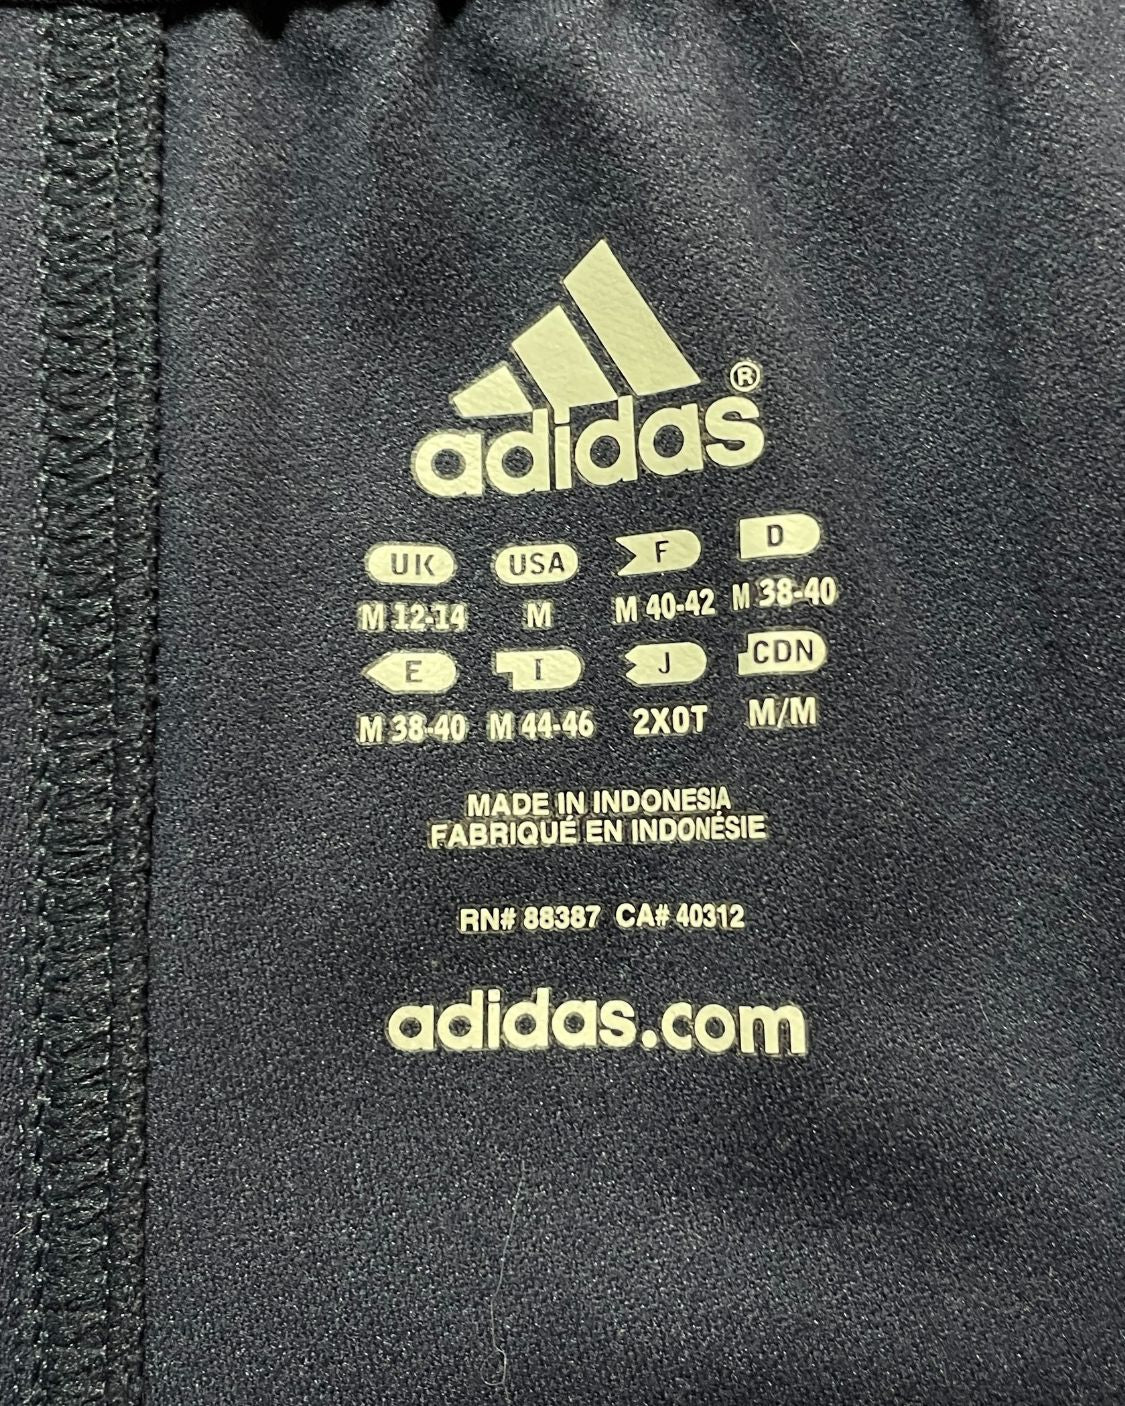 adidas®
UK USA F D
M 12-14 M M 40-42 M 38-40
E I J CDN
M 38-40 M 44-46 2XOT M/M
MADE IN INDONESIA
FABRIQUÉ EN INDONÉSIE
RN# 88387 CA# 40312
adidas.com